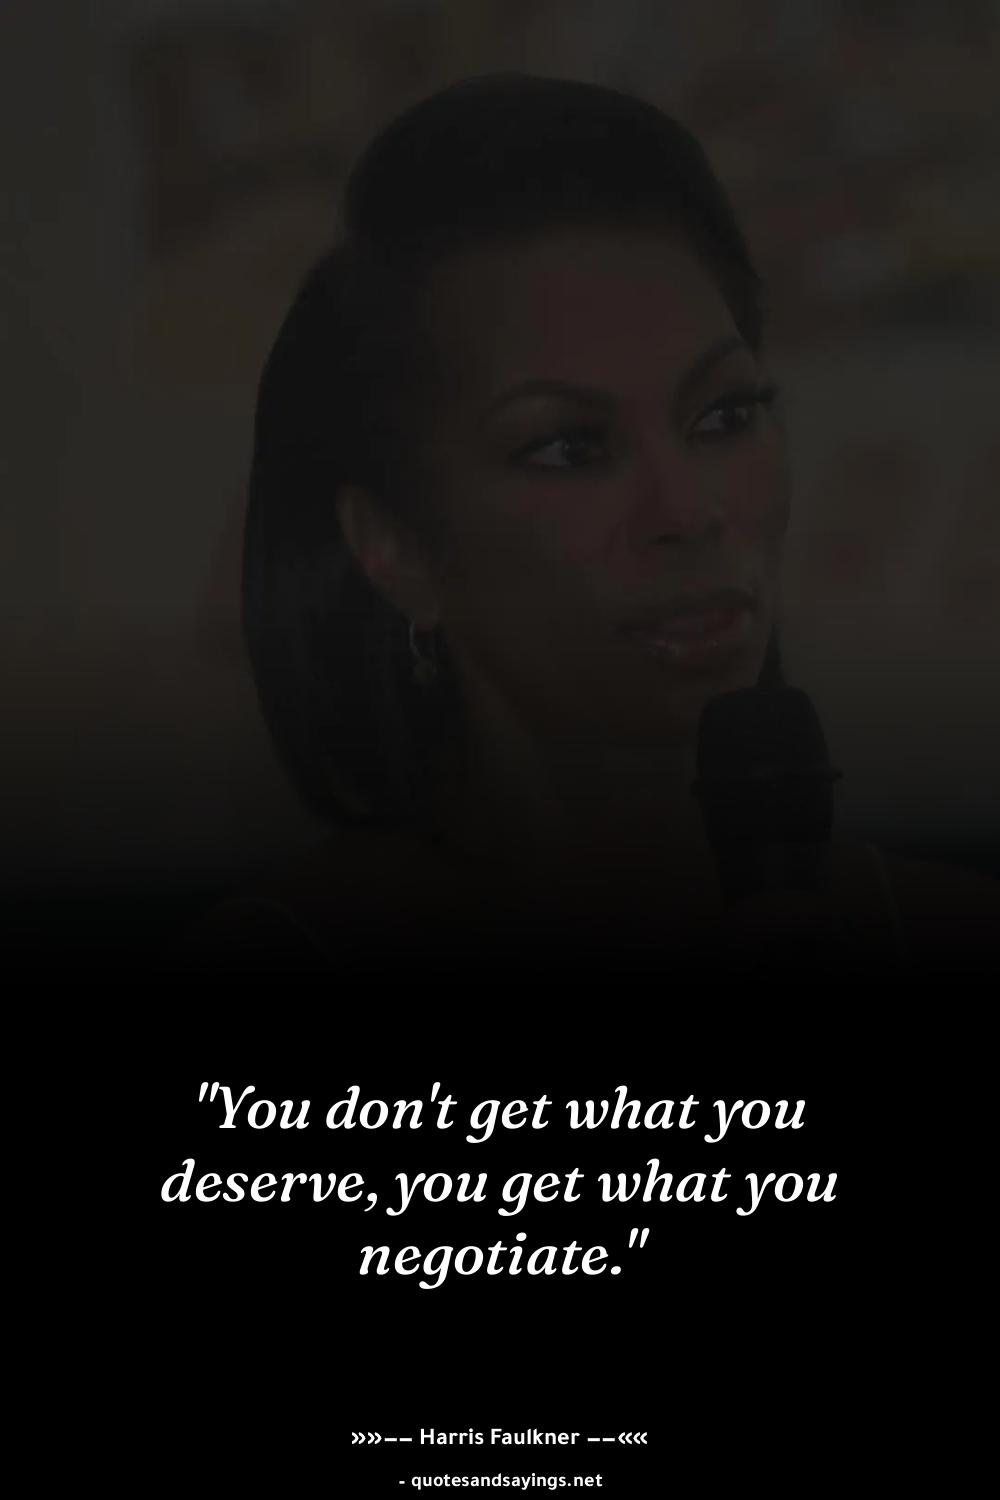 "You don't get what you
deserve, you get what you
negotiate."
»»−− Harris Faulkner −−««
- quotesandsayings.net